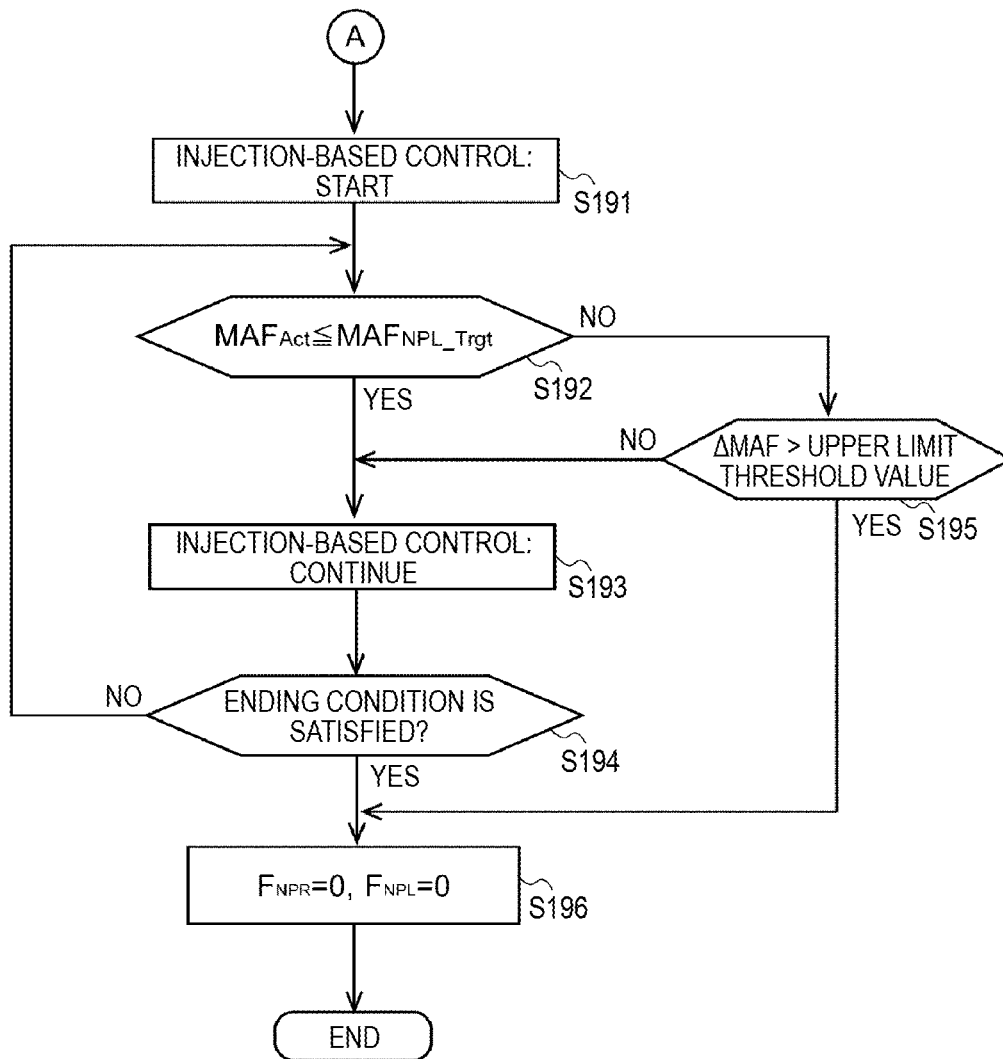 A
INJECTION-BASED CONTROL:
START
S191
MAFAct≦MAFNPL_Trgt
NO
S192
YES
NO
ΔMAF > UPPER LIMIT
THRESHOLD VALUE
YES
S195
INJECTION-BASED CONTROL:
CONTINUE
S193
NO
ENDING CONDITION IS
SATISFIED?
S194
YES
FNPR=0, FNPL=0
S196
END